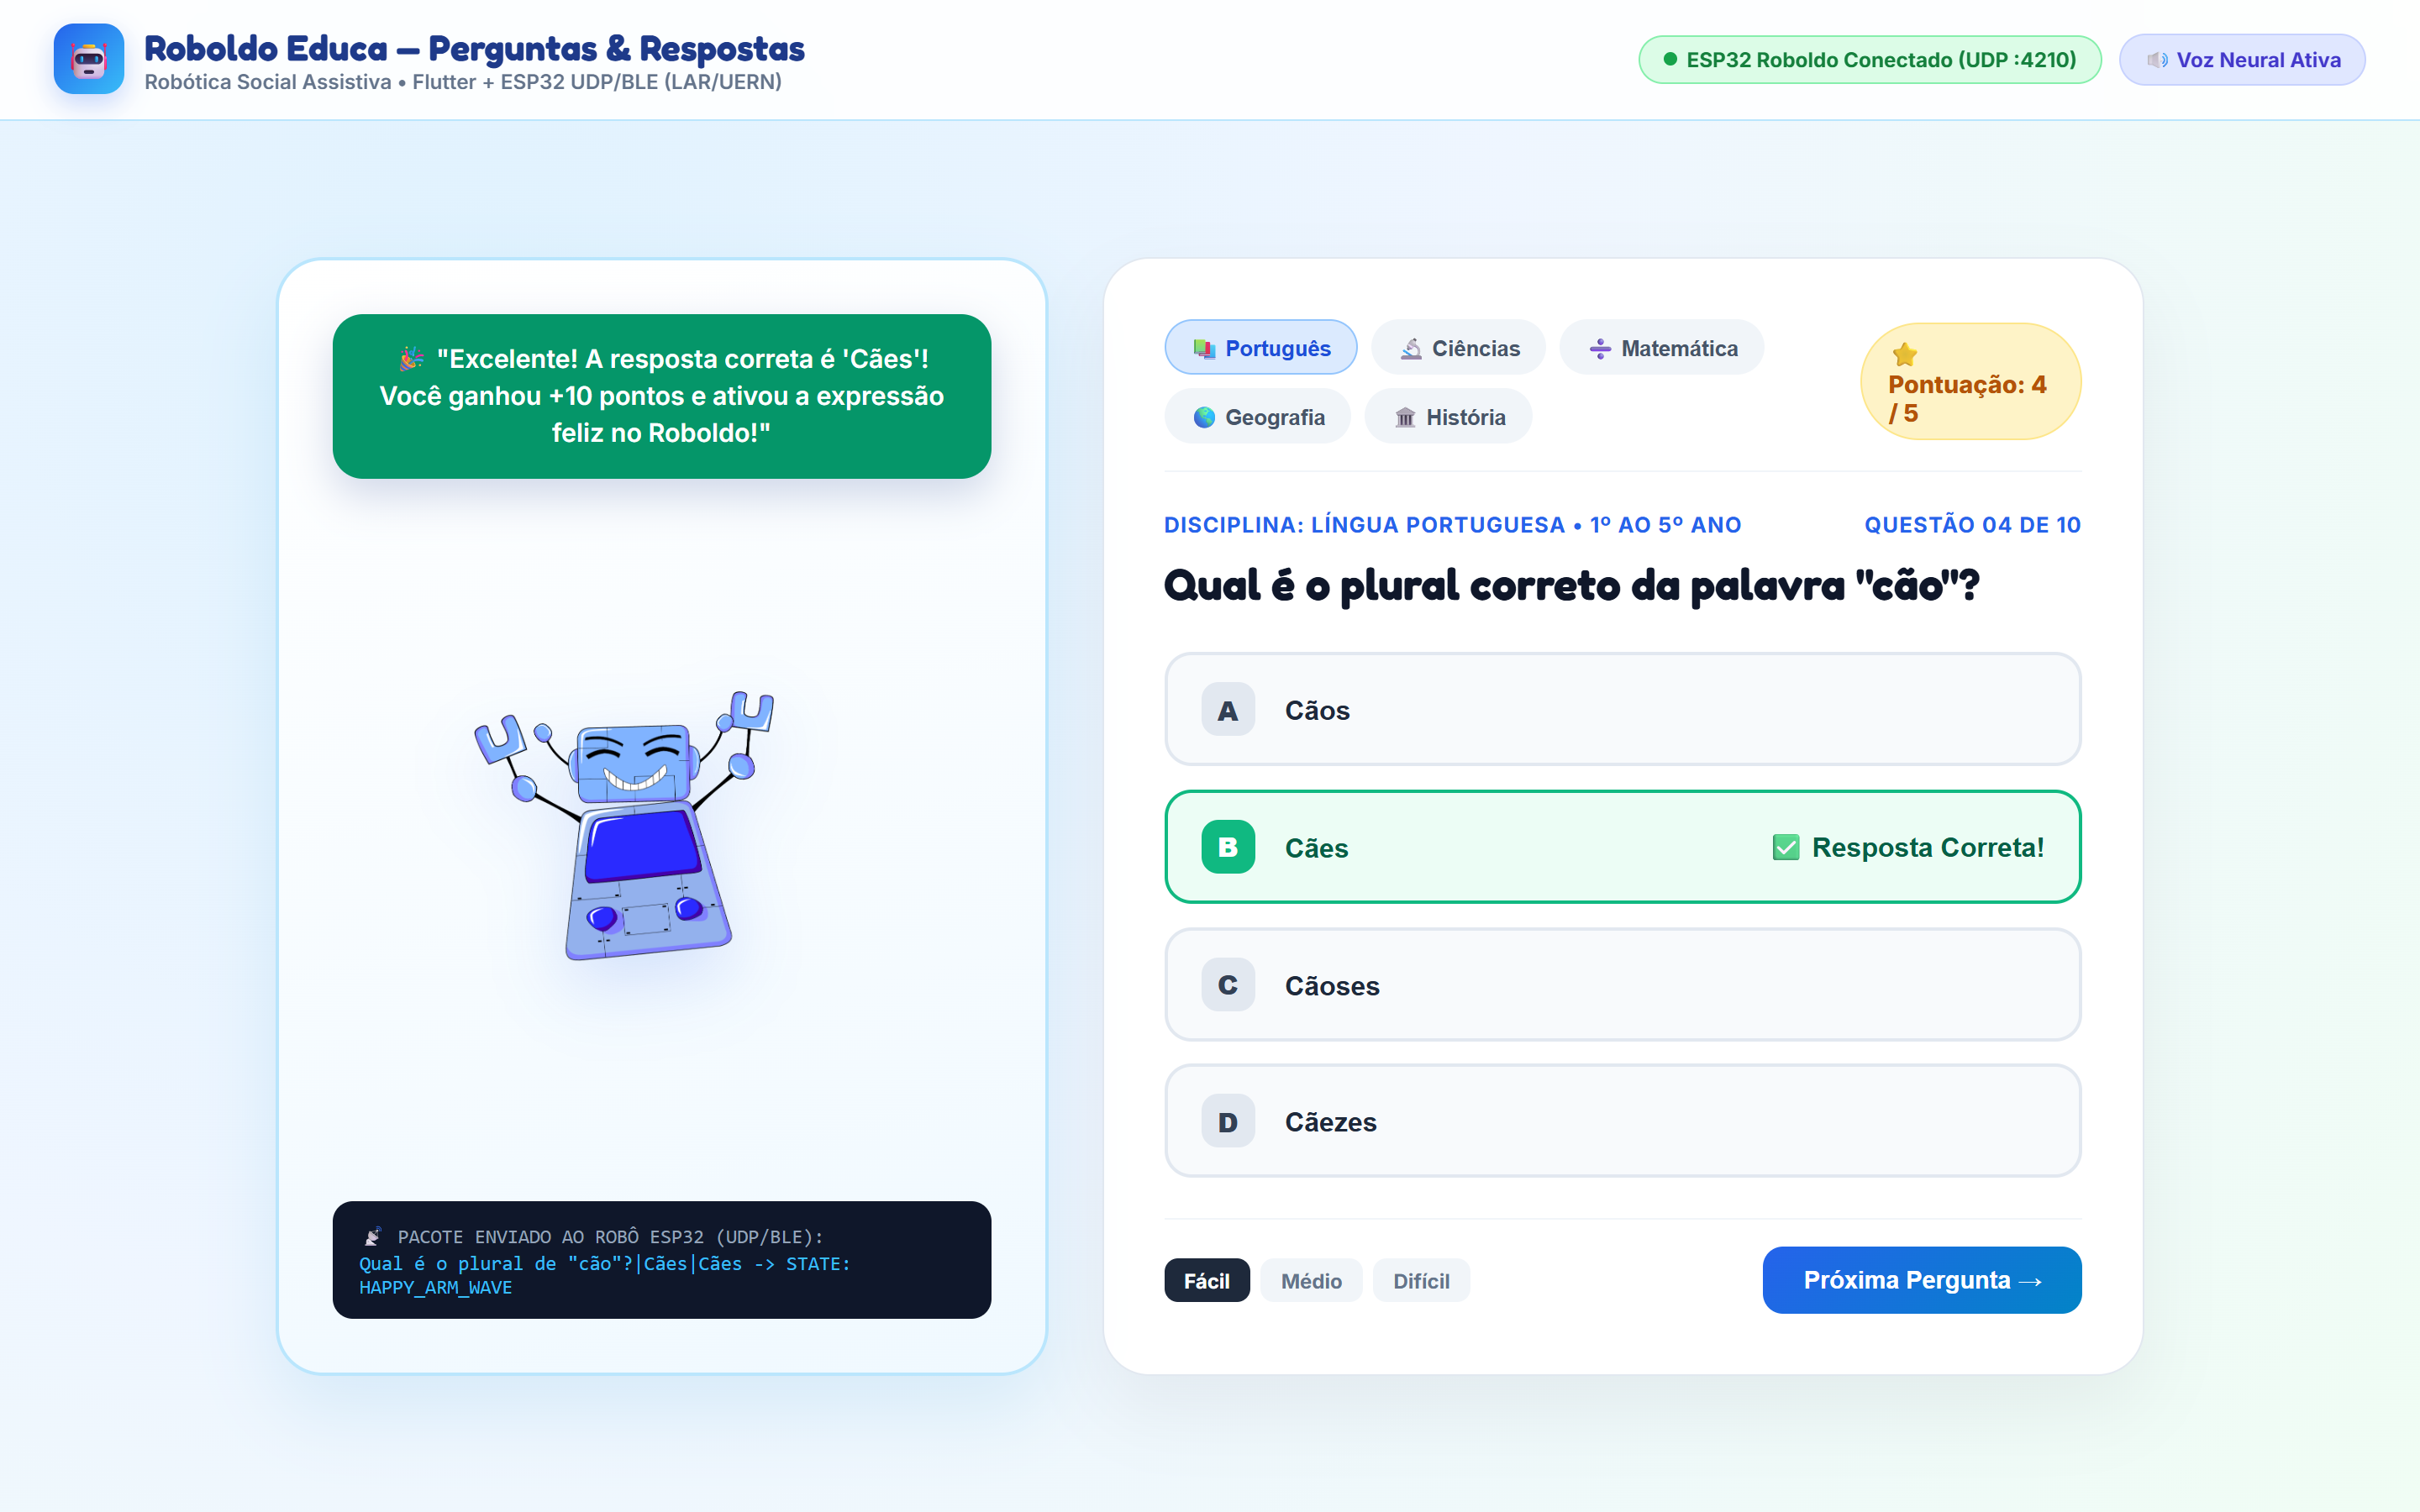 Roboldo Educa — Perguntas & Respostas
Robótica Social Assistiva • Flutter + ESP32 UDP/BLE (LAR/UERN)
ESP32 Roboldo Conectado (UDP :4210)
Voz Neural Ativa
"Excelente! A resposta correta é 'Cães'!
Você ganhou +10 pontos e ativou a expressão
feliz no Roboldo!"
PACOTE ENVIADO AO ROBÔ ESP32 (UDP/BLE):
Qual é o plural de "cão"?|Cães|Cães -> STATE:
HAPPY_ARM_WAVE
Português
Ciências
Matemática
Geografia
História
Pontuação: 4
/ 5
DISCIPLINA: LÍNGUA PORTUGUESA • 1º AO 5º ANO
QUESTÃO 04 DE 10
Qual é o plural correto da palavra "cão"?
A Cãos
B Cães ✅ Resposta Correta!
C Cãoses
D Cãezes
Fácil
Médio
Difícil
Próxima Pergunta →